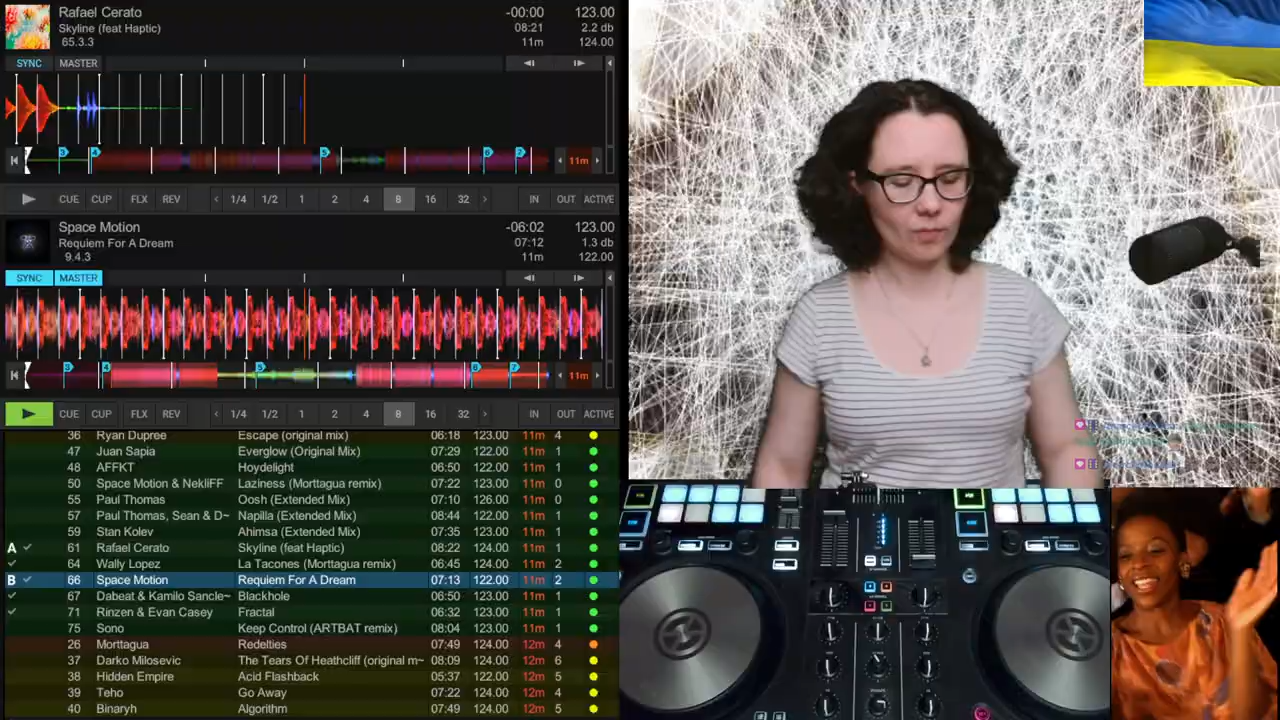 Rafael Cerato -00:00 123.00
Skyline (feat Haptic) 08:21 2.2 db
65.3.3 11m 124.00
SYNC MASTER
3 4 5 6 7 11m
CUE CUP FLX REV 1/4 1/2 1 2 4 8 16 32 IN OUT ACTIVE
Space Motion -06:02 123.00
Requiem For A Dream 07:12 1.3 db
9.4.3 11m 122.00
SYNC MASTER
3 4 5 6 7 11m
CUE CUP FLX REV 1/4 1/2 1 2 4 8 16 32 IN OUT ACTIVE
36 Ryan Dupree Escape (original mix) 06:18 123.00 11m 4
47 Juan Sapia Everglow (Original Mix) 07:29 122.00 11m 1
48 AFFKT Hoydelight 06:50 122.00 11m 1
50 Space Motion & NekliFF Laziness (Morttagua remix) 07:22 123.00 11m 0
55 Paul Thomas Oosh (Extended Mix) 07:10 126.00 11m 0
57 Paul Thomas, Sean & D~ Napilla (Extended Mix) 08:44 122.00 11m 1
59 Stan Kolev Ahimsa (Extended Mix) 07:35 123.00 11m 1
A 61 Rafael Cerato Skyline (feat Haptic) 08:22 124.00 11m 1
64 Wally Lopez La Tacones (Morttagua remix) 06:45 124.00 11m 2
B 66 Space Motion Requiem For A Dream 07:13 122.00 11m 2
67 Dabeat & Kamilo Sancle~ Blackhole 06:50 123.00 11m 1
71 Rinzen & Evan Casey Fractal 06:32 123.00 11m 1
75 Sono Keep Control (ARTBAT remix) 08:04 123.00 11m 1
26 Morttagua Redelties 07:49 124.00 12m 4
37 Darko Milosevic The Tears Of Heathcliff (original m~ 08:09 124.00 12m 6
38 Hidden Empire Acid Flashback 05:37 122.00 12m 5
39 Teho Go Away 07:22 124.00 12m 4
40 Binaryh Algorithm 07:49 124.00 12m 5